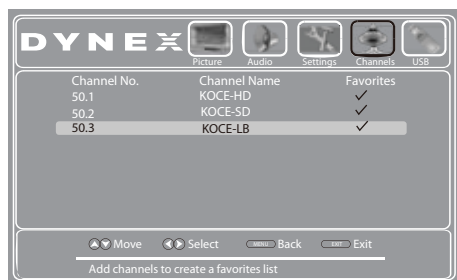 DYNEX
Picture Audio Settings Channels USB
Channel No. Channel Name Favorites
50.1 KOCE-HD ✓
50.2 KOCE-SD ✓
50.3 KOCE-LB ✓
Move Select MENU Back EXIT Exit
Add channels to create a favorites list